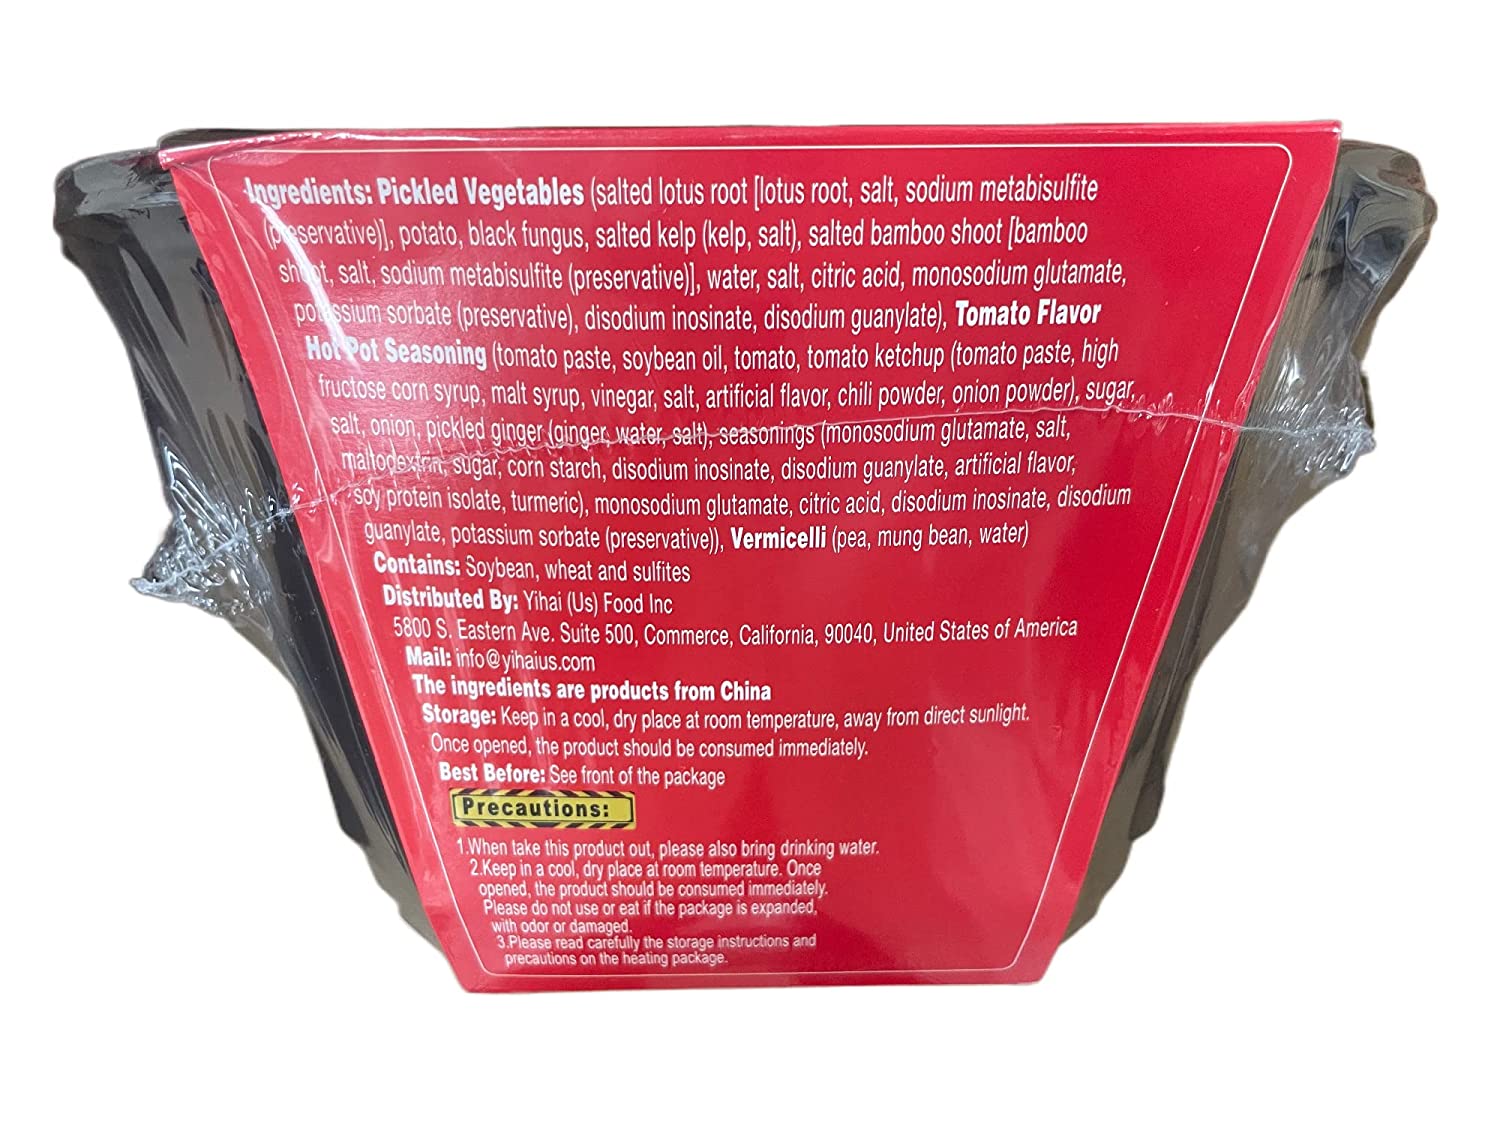 Ingredients: Pickled Vegetables (salted lotus root [lotus root, salt, sodium metabisulfite
(preservative)], potato, black fungus, salted kelp (kelp, salt), salted bamboo shoot [bamboo
shoot, salt, sodium metabisulfite (preservative)], water, salt, citric acid, monosodium glutamate,
potassium sorbate (preservative), disodium inosinate, disodium guanylate), Tomato Flavor
Hot Pot Seasoning (tomato paste, soybean oil, tomato, tomato ketchup (tomato paste, high
fructose corn syrup, malt syrup, vinegar, salt, artificial flavor, chili powder, onion powder), sugar,
salt, onion, pickled ginger (ginger, water, salt), seasonings (monosodium glutamate, salt,
maltodextrin, sugar, corn starch, disodium inosinate, disodium guanylate, artificial flavor,
soy protein isolate, turmeric), monosodium glutamate, citric acid, disodium inosinate, disodium
guanylate, potassium sorbate (preservative)), Vermicelli (pea, mung bean, water)
Contains: Soybean, wheat and sulfites
Distributed By: Yihai (Us) Food Inc
5800 S. Eastern Ave. Suite 500, Commerce, California, 90040, United States of America
Mail: info@yihaius.com
The ingredients are products from China
Storage: Keep in a cool, dry place at room temperature, away from direct sunlight.
Once opened, the product should be consumed immediately.
Best Before: See front of the package
Precautions:
1.When take this product out, please also bring drinking water.
2.Keep in a cool, dry place at room temperature. Once
opened, the product should be consumed immediately.
Please do not use or eat if the package is expanded,
with odor or damaged.
3.Please read carefully the storage instructions and
precautions on the heating package.